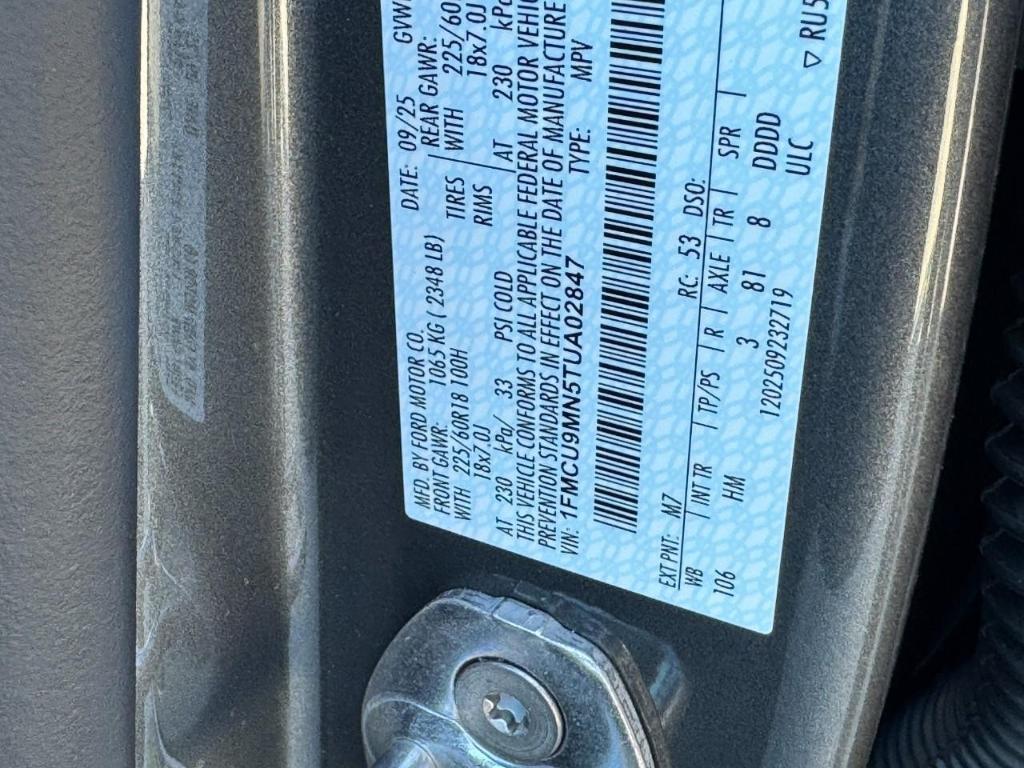 MFD. BY FORD MOTOR CO.
DATE: 09/25
FRONT GAWR: 1065 KG ( 2348 LB)
REAR GAWR:
WITH 225/60R18 100H TIRES
WITH 225/60
18x7.0J RIMS
18x7.0J
AT 230 kPa/ 33 PSI COLD
AT 230
THIS VEHICLE CONFORMS TO ALL APPLICABLE FEDERAL MOTOR
PREVENTION STANDARDS IN EFFECT ON THE DATE OF MANUFACTURE
VIN: 1FMCU9MN5TUA02847
TYPE: MPV
EXT PNT: M7 RC: 53 DSO:
WB | INT TR | TP/PS | R | AXLE | TR | SPR |
106 HM 3 81 8 DDDD
1202509232719 ULC
▽ RU5